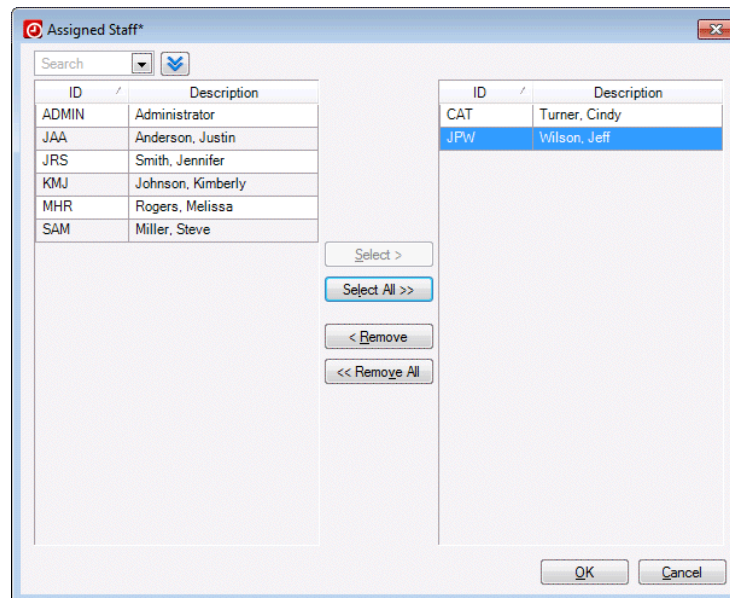 Assigned Staff*
Search
ID Description
ADMIN Administrator
JAA Anderson, Justin
JRS Smith, Jennifer
KMJ Johnson, Kimberly
MHR Rogers, Melissa
SAM Miller, Steve
Select >
Select All >>
< Remove
<< Remove All
ID Description
CAT Turner, Cindy
JPW Wilson, Jeff
OK Cancel